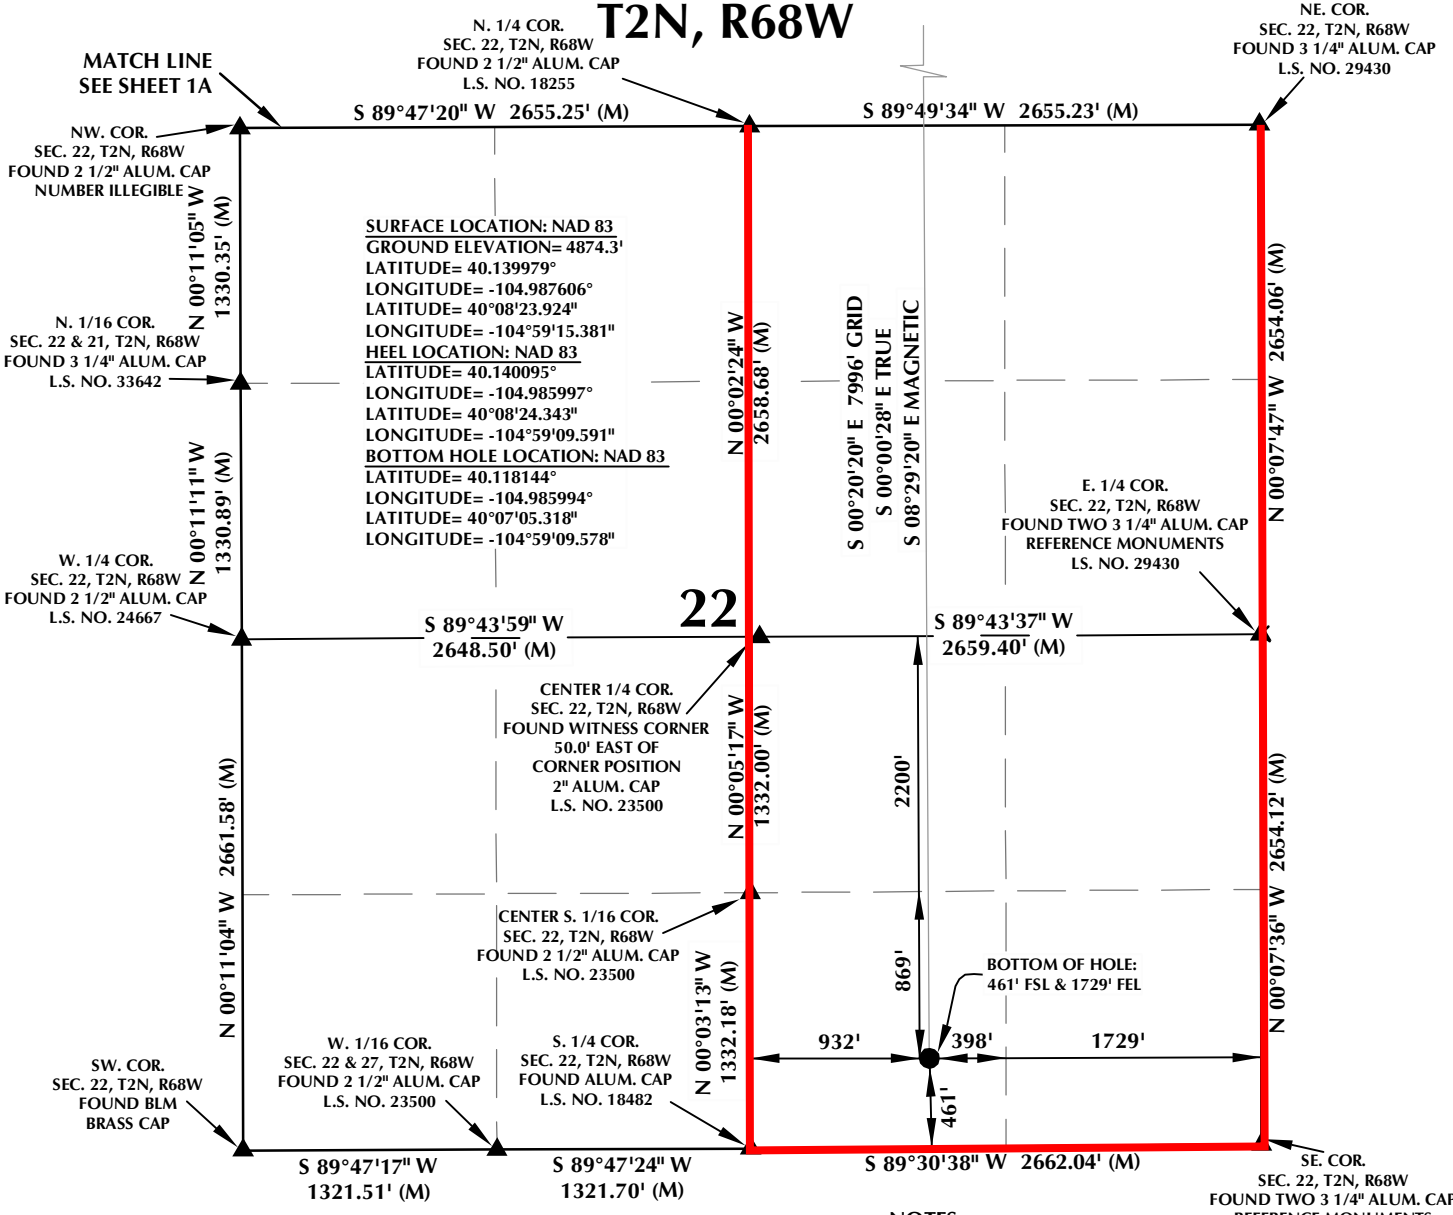 T2N, R68W
N. 1/4 COR.
SEC. 22, T2N, R68W
FOUND 2 1/2" ALUM. CAP
L.S. NO. 18255
NE. COR.
SEC. 22, T2N, R68W
FOUND 3 1/4" ALUM. CAP
L.S. NO. 29430
MATCH LINE
SEE SHEET 1A
S 89°47'20" W 2655.25' (M)
S 89°49'34" W 2655.23' (M)
NW. COR.
SEC. 22, T2N, R68W
FOUND 2 1/2" ALUM. CAP
NUMBER ILLEGIBLE
N 00°11'05" W
1330.35' (M)
SURFACE LOCATION: NAD 83
GROUND ELEVATION= 4874.3'
LATITUDE= 40.139979°
LONGITUDE= -104.987606°
LATITUDE= 40°08'23.924"
LONGITUDE= -104°59'15.381"
HEEL LOCATION: NAD 83
LATITUDE= 40.140095°
LONGITUDE= -104.985997°
LATITUDE= 40°08'24.343"
LONGITUDE= -104°59'09.591"
BOTTOM HOLE LOCATION: NAD 83
LATITUDE= 40.118144°
LONGITUDE= -104.985994°
LATITUDE= 40°07'05.318"
LONGITUDE= -104°59'09.578"
N 00°02'24" W
2658.68' (M)
S 00°20'20" E 7996' GRID
S 00°00'28" E TRUE
S 08°29'20" E MAGNETIC
N 00°07'47" W 2654.06' (M)
N. 1/16 COR.
SEC. 22 & 21, T2N, R68W
FOUND 3 1/4" ALUM. CAP
L.S. NO. 33642
N 00°11'11" W
1330.89' (M)
E. 1/4 COR.
SEC. 22, T2N, R68W
FOUND TWO 3 1/4" ALUM. CAP
REFERENCE MONUMENTS
LS. NO. 29430
W. 1/4 COR.
SEC. 22, T2N, R68W
FOUND 2 1/2" ALUM. CAP
L.S. NO. 24667
22
S 89°43'59" W
2648.50' (M)
S 89°43'37" W
2659.40' (M)
CENTER 1/4 COR.
SEC. 22, T2N, R68W
FOUND WITNESS CORNER
50.0' EAST OF
CORNER POSITION
2" ALUM. CAP
L.S. NO. 23500
N 00°05'17" W
1332.00' (M)
2200'
N 00°11'04" W 2661.58' (M)
N 00°07'36" W 2654.12' (M)
CENTER S. 1/16 COR.
SEC. 22, T2N, R68W
FOUND 2 1/2" ALUM. CAP
L.S. NO. 23500
869'
BOTTOM OF HOLE:
461' FSL & 1729' FEL
N 00°03'13" W
1332.18' (M)
932'
398'
1729'
461'
SW. COR.
SEC. 22, T2N, R68W
FOUND BLM
BRASS CAP
W. 1/16 COR.
SEC. 22 & 27, T2N, R68W
FOUND 2 1/2" ALUM. CAP
L.S. NO. 23500
S. 1/4 COR.
SEC. 22, T2N, R68W
FOUND ALUM. CAP
L.S. NO. 18482
S 89°47'17" W
1321.51' (M)
S 89°47'24" W
1321.70' (M)
S 89°30'38" W 2662.04' (M)
SE. COR.
SEC. 22, T2N, R68W
FOUND TWO 3 1/4" ALUM. CAP
REFERENCE MONUMENTS
NOTES